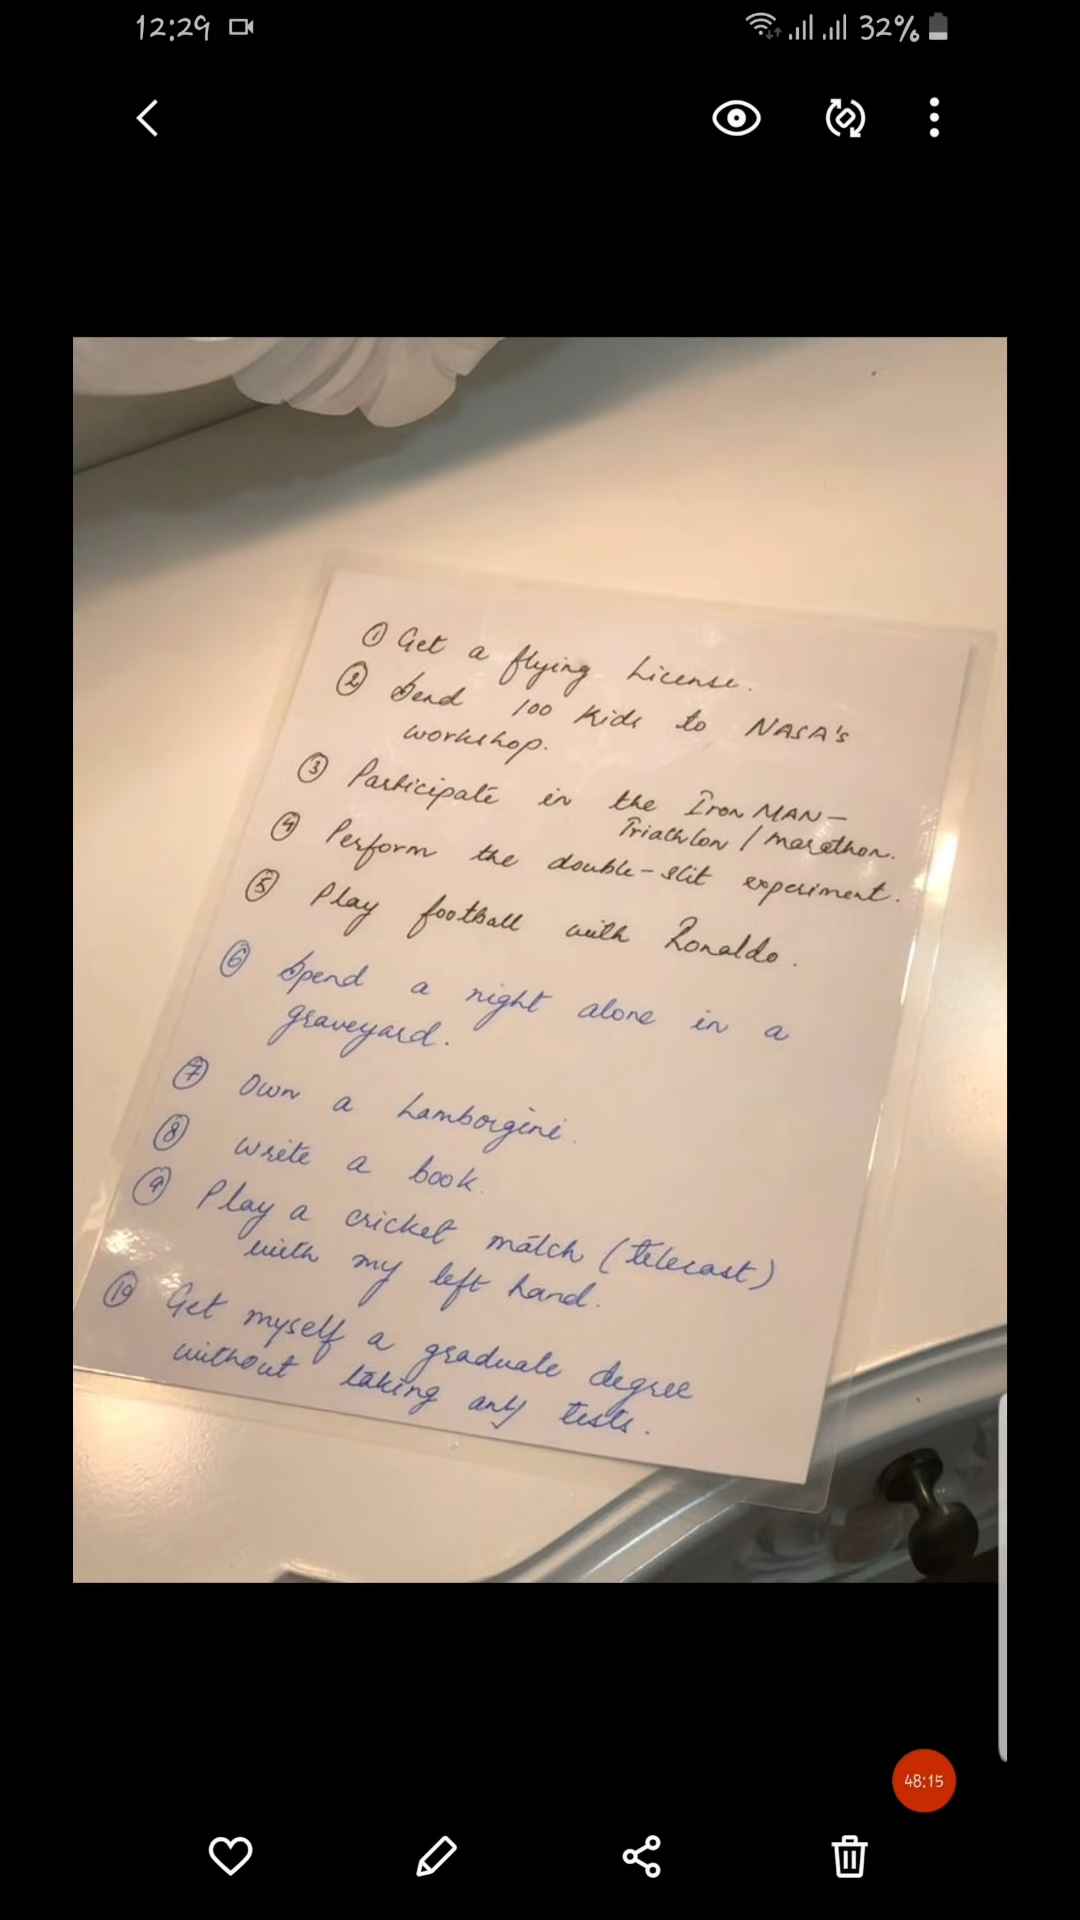 12:29
32%
① Get a flying License.
② Send 100 Kids to NASA's
workshop.
③ Participate in the Iron MAN-
Triathlon / marathon.
④ Perform the double-slit experiment.
⑤ Play football with Ronaldo.
⑥ Spend a night alone in a
graveyard.
⑦ Own a Lamborgini.
⑧ write a book.
⑨ Play a cricket match (telecast)
with my left hand.
⑩ Get myself a graduate degree
without taking any tests.
48:15